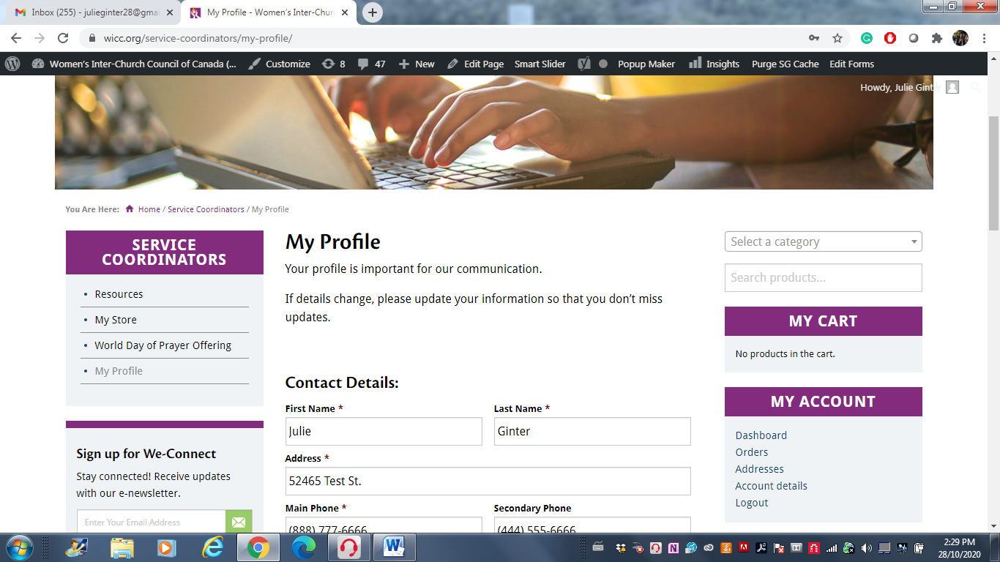 Inbox (255) - julieginter28@gmai
My Profile - Women's Inter-Churc
wicc.org/service-coordinators/my-profile/
Women's Inter-Church Council of Canada (... Customize 8 47 New Edit Page Smart Slider Popup Maker Insights Purge SG Cache Edit Forms
Howdy, Julie Ginter
You Are Here: Home / Service Coordinators / My Profile
SERVICE
COORDINATORS
Resources
My Store
World Day of Prayer Offering
My Profile
Sign up for We-Connect
Stay connected! Receive updates
with our e-newsletter.
Enter Your Email Address
My Profile
Your profile is important for our communication.
If details change, please update your information so that you don't miss
updates.
Contact Details:
First Name * Last Name *
Julie Ginter
Address *
52465 Test St.
Main Phone * Secondary Phone
(888) 777-6666 (444) 555-6666
Select a category
Search products...
MY CART
No products in the cart.
MY ACCOUNT
Dashboard
Orders
Addresses
Account details
Logout
2:29 PM
28/10/2020